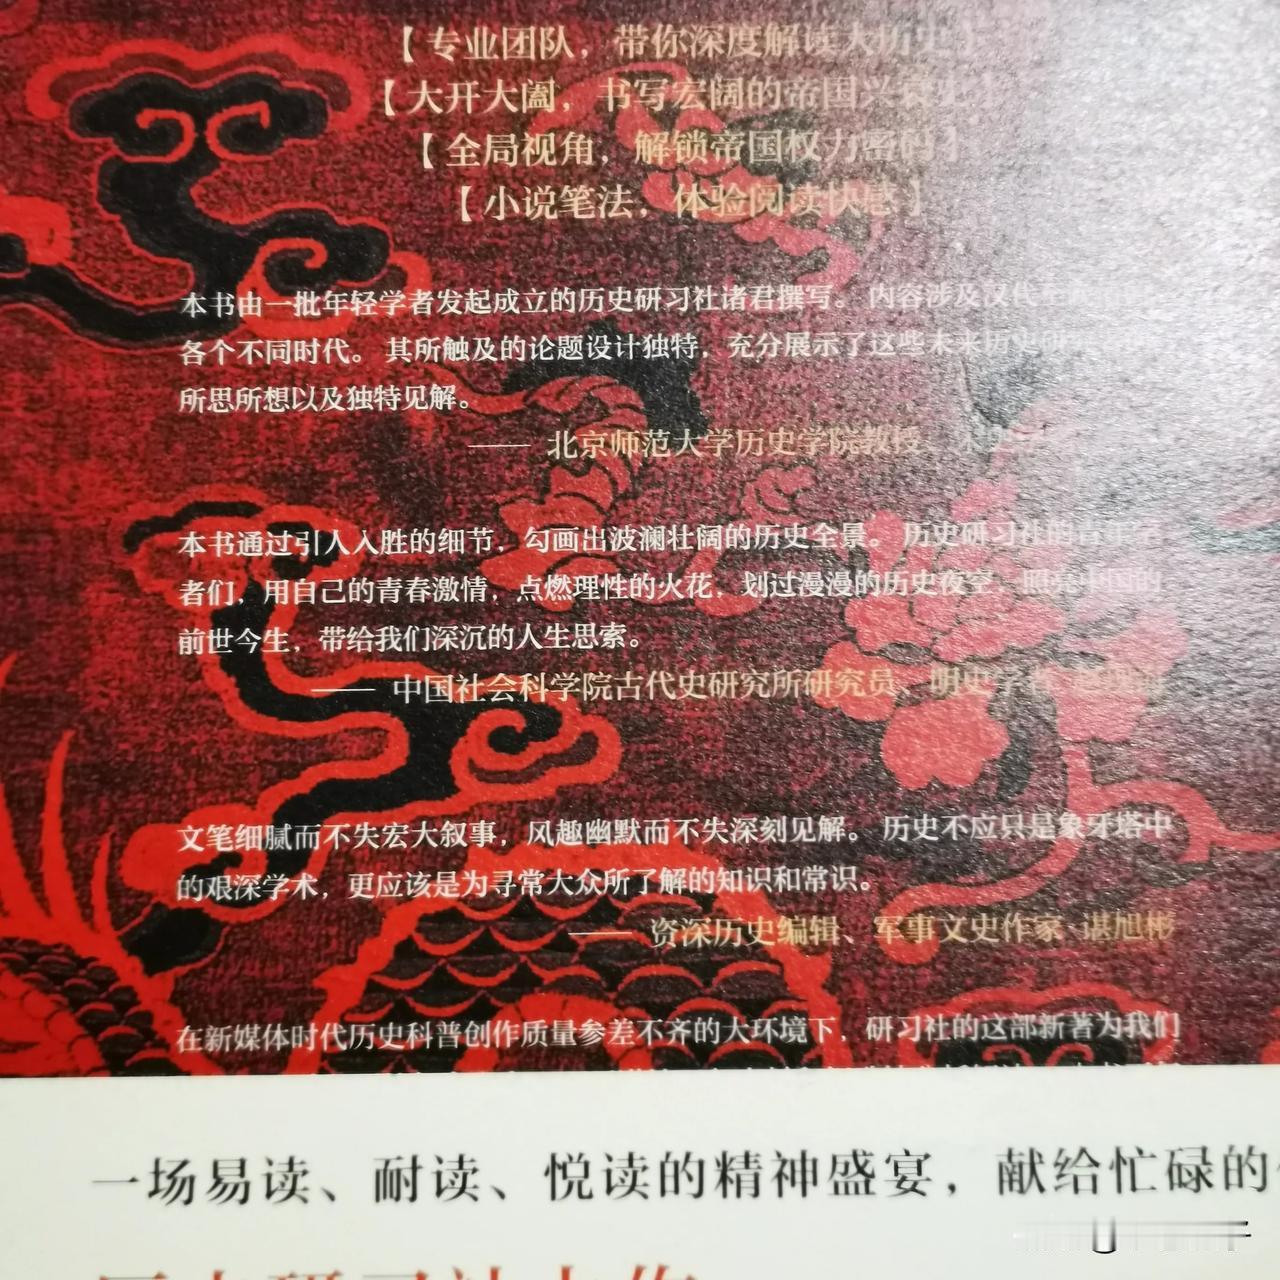 【专业团队，带你深度解读大历史】
【大开大阖，书写宏阔的帝国兴衰史】
【全局视角，解锁帝国权力密码】
【小说笔法，体验阅读快感】
本书由一批年轻学者发起成立的历史研习社诸君撰写。内容涉及汉代
各个不同时代。其所触及的论题设计独特，充分展示了这些未来历史
所思所想以及独特见解。
—— 北京师范大学历史学院教授、
本书通过引人入胜的细节，勾画出波澜壮阔的历史全景。历史研习社的青年
者们，用自己的青春激情，点燃理性的火花，划过漫漫的历史夜空，照亮中国的
前世今生，带给我们深沉的人生思索。
—— 中国社会科学院古代史研究所研究员、明史学者
文笔细腻而不失宏大叙事，风趣幽默而不失深刻见解。历史不应只是象牙塔中
的艰深学术，更应该是为寻常大众所了解的知识和常识。
—— 资深历史编辑、军事文史作家 谌旭彬
在新媒体时代历史科普创作质量参差不齐的大环境下，研习社的这部新著为我们
一场易读、耐读、悦读的精神盛宴，献给忙碌的